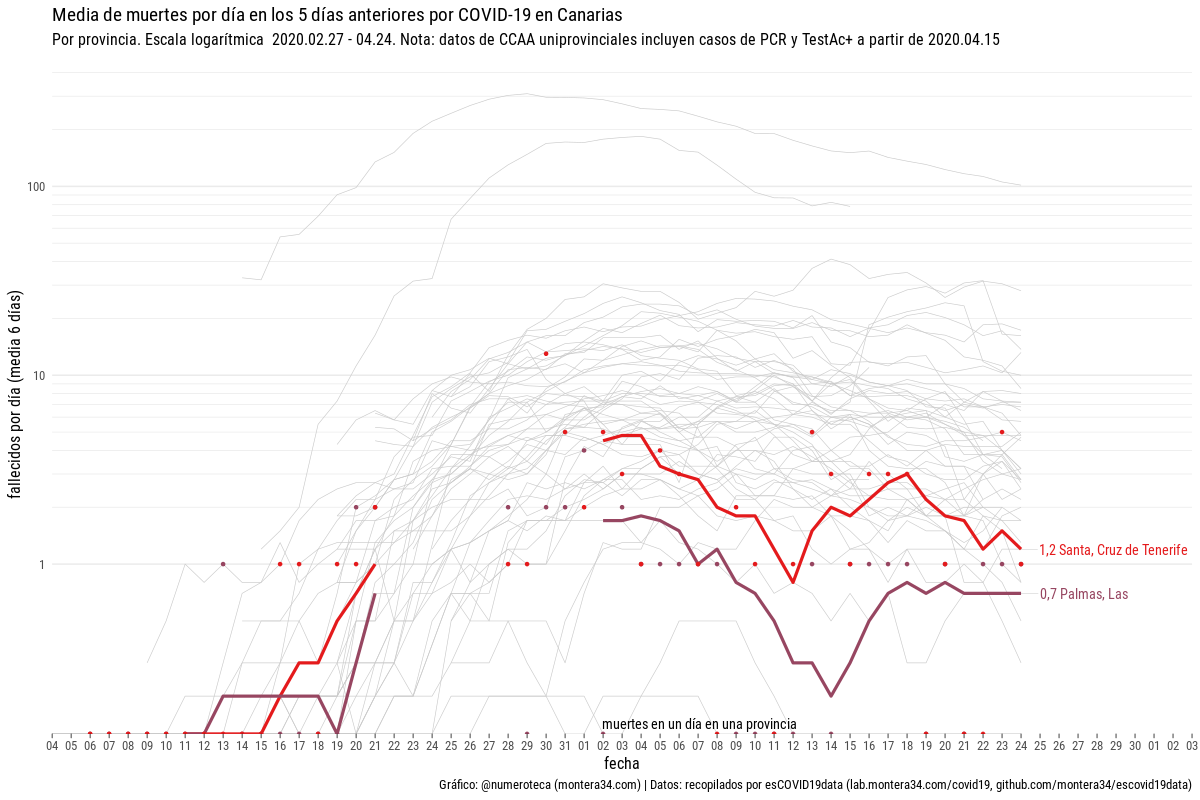 Media de muertes por día en los 5 días anteriores por COVID-19 en Canarias
Por provincia. Escala logarítmica 2020.02.27 - 04.24. Nota: datos de CCAA uniprovinciales incluyen casos de PCR y TestAc+ a partir de 2020.04.15
fallecidos por día (media 6 días)
100
10
1
1,2 Santa, Cruz de Tenerife
0,7 Palmas, Las
muertes en un día en una provincia
04 05 06 07 08 09 10 11 12 13 14 15 16 17 18 19 20 21 22 23 24 25 26 27 28 29 30 31 01 02 03 04 05 06 07 08 09 10 11 12 13 14 15 16 17 18 19 20 21 22 23 24 25 26 27 28 29 30 01 02 03
fecha
Gráfico: @numeroteca (montera34.com) | Datos: recopilados por esCOVID19data (lab.montera34.com/covid19, github.com/montera34/escovid19data)